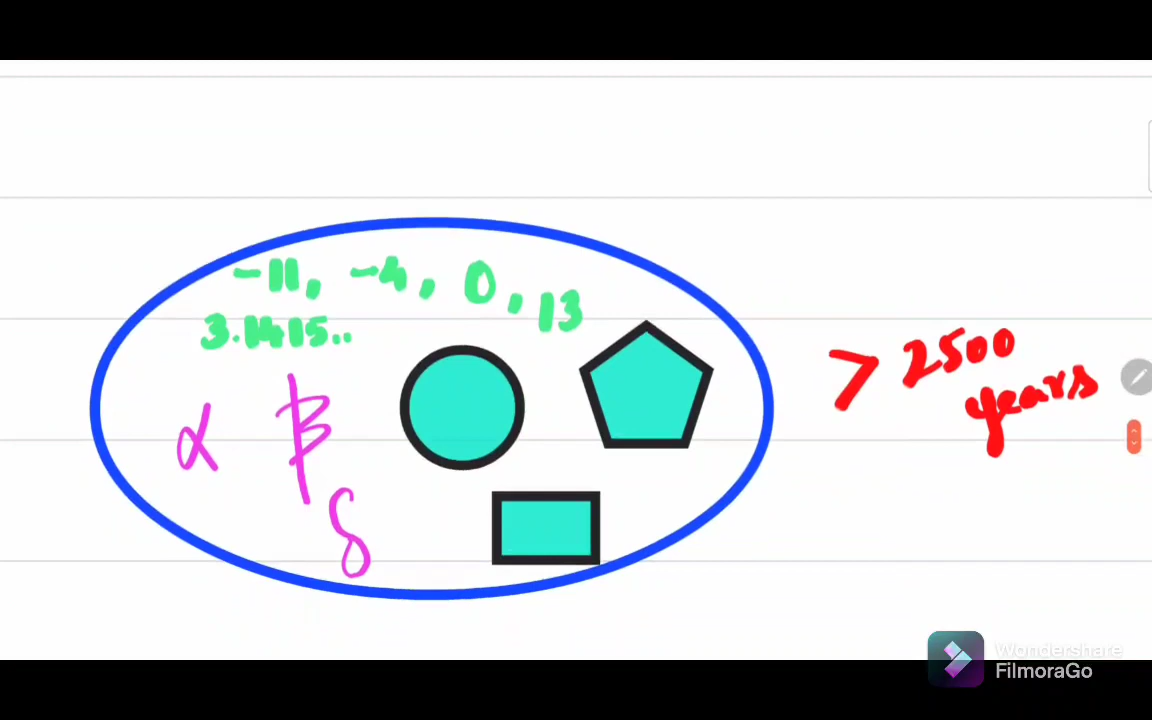 -11, -4, 0, 13
3.1415..
α β
δ
> 2500
years
Wondershare
FilmoraGo